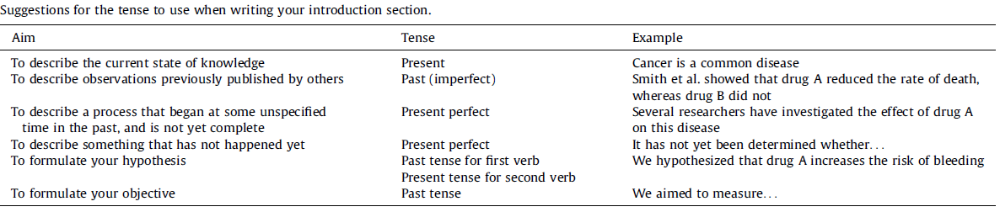 Suggestions for the tense to use when writing your introduction section.
Aim Tense Example
To describe the current state of knowledge Present Cancer is a common disease
To describe observations previously published by others Past (imperfect) Smith et al. showed that drug A reduced the rate of death,
whereas drug B did not
To describe a process that began at some unspecified Present perfect Several researchers have investigated the effect of drug A
time in the past, and is not yet complete on this disease
To describe something that has not happened yet Present perfect It has not yet been determined whether...
To formulate your hypothesis Past tense for first verb We hypothesized that drug A increases the risk of bleeding
Present tense for second verb
To formulate your objective Past tense We aimed to measure...